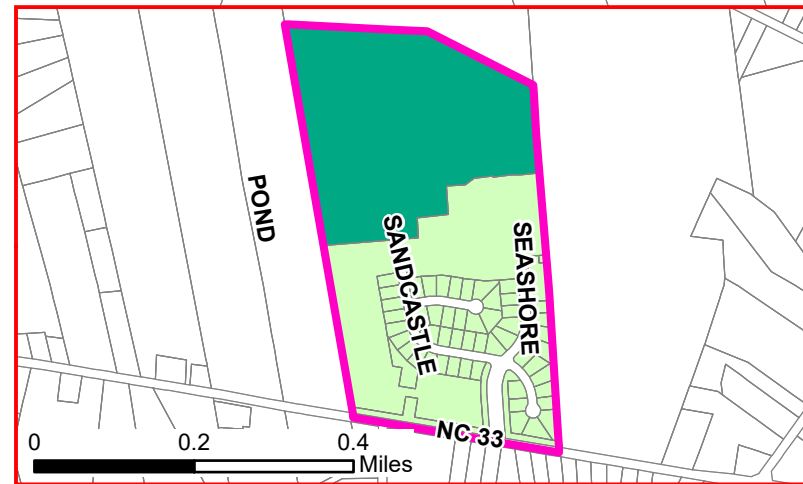 POND
SANDCASTLE
SEASHORE
NC 33
0 0.2 0.4
Miles